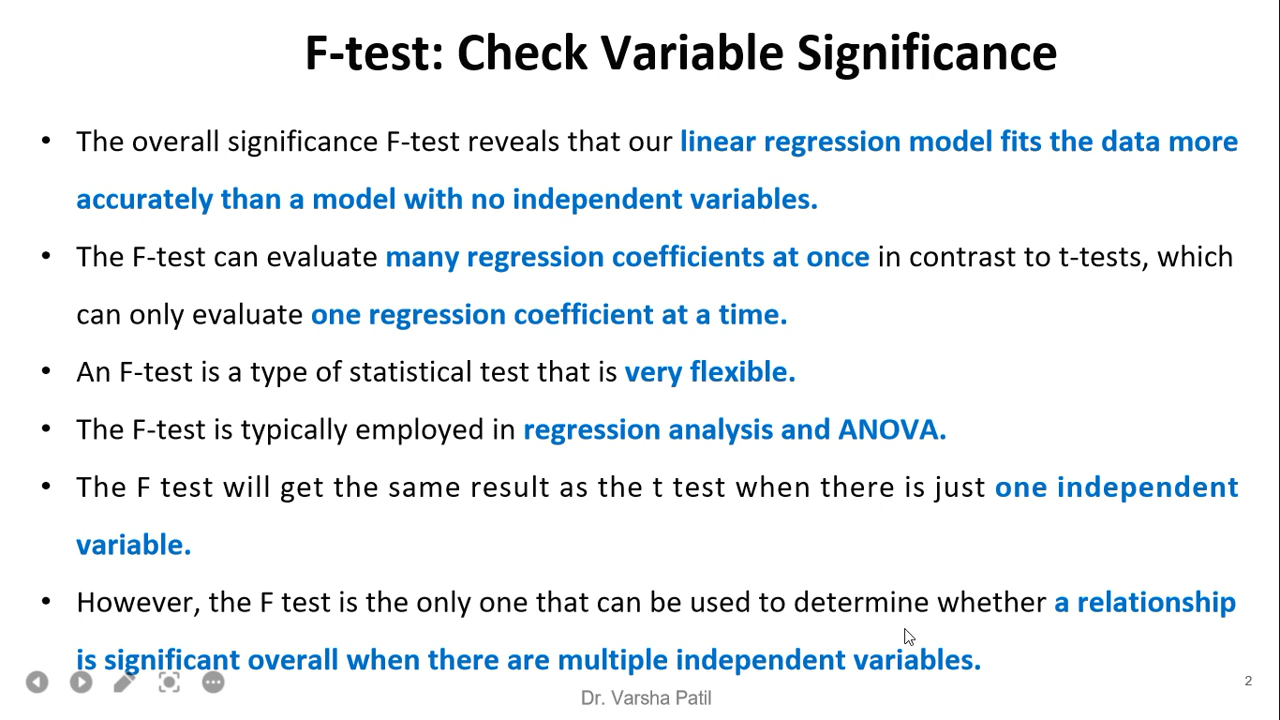 F-test: Check Variable Significance
• The overall significance F-test reveals that our linear regression model fits the data more
accurately than a model with no independent variables.
• The F-test can evaluate many regression coefficients at once in contrast to t-tests, which
can only evaluate one regression coefficient at a time.
• An F-test is a type of statistical test that is very flexible.
• The F-test is typically employed in regression analysis and ANOVA.
• The F test will get the same result as the t test when there is just one independent
variable.
• However, the F test is the only one that can be used to determine whether a relationship
is significant overall when there are multiple independent variables.
2
Dr. Varsha Patil